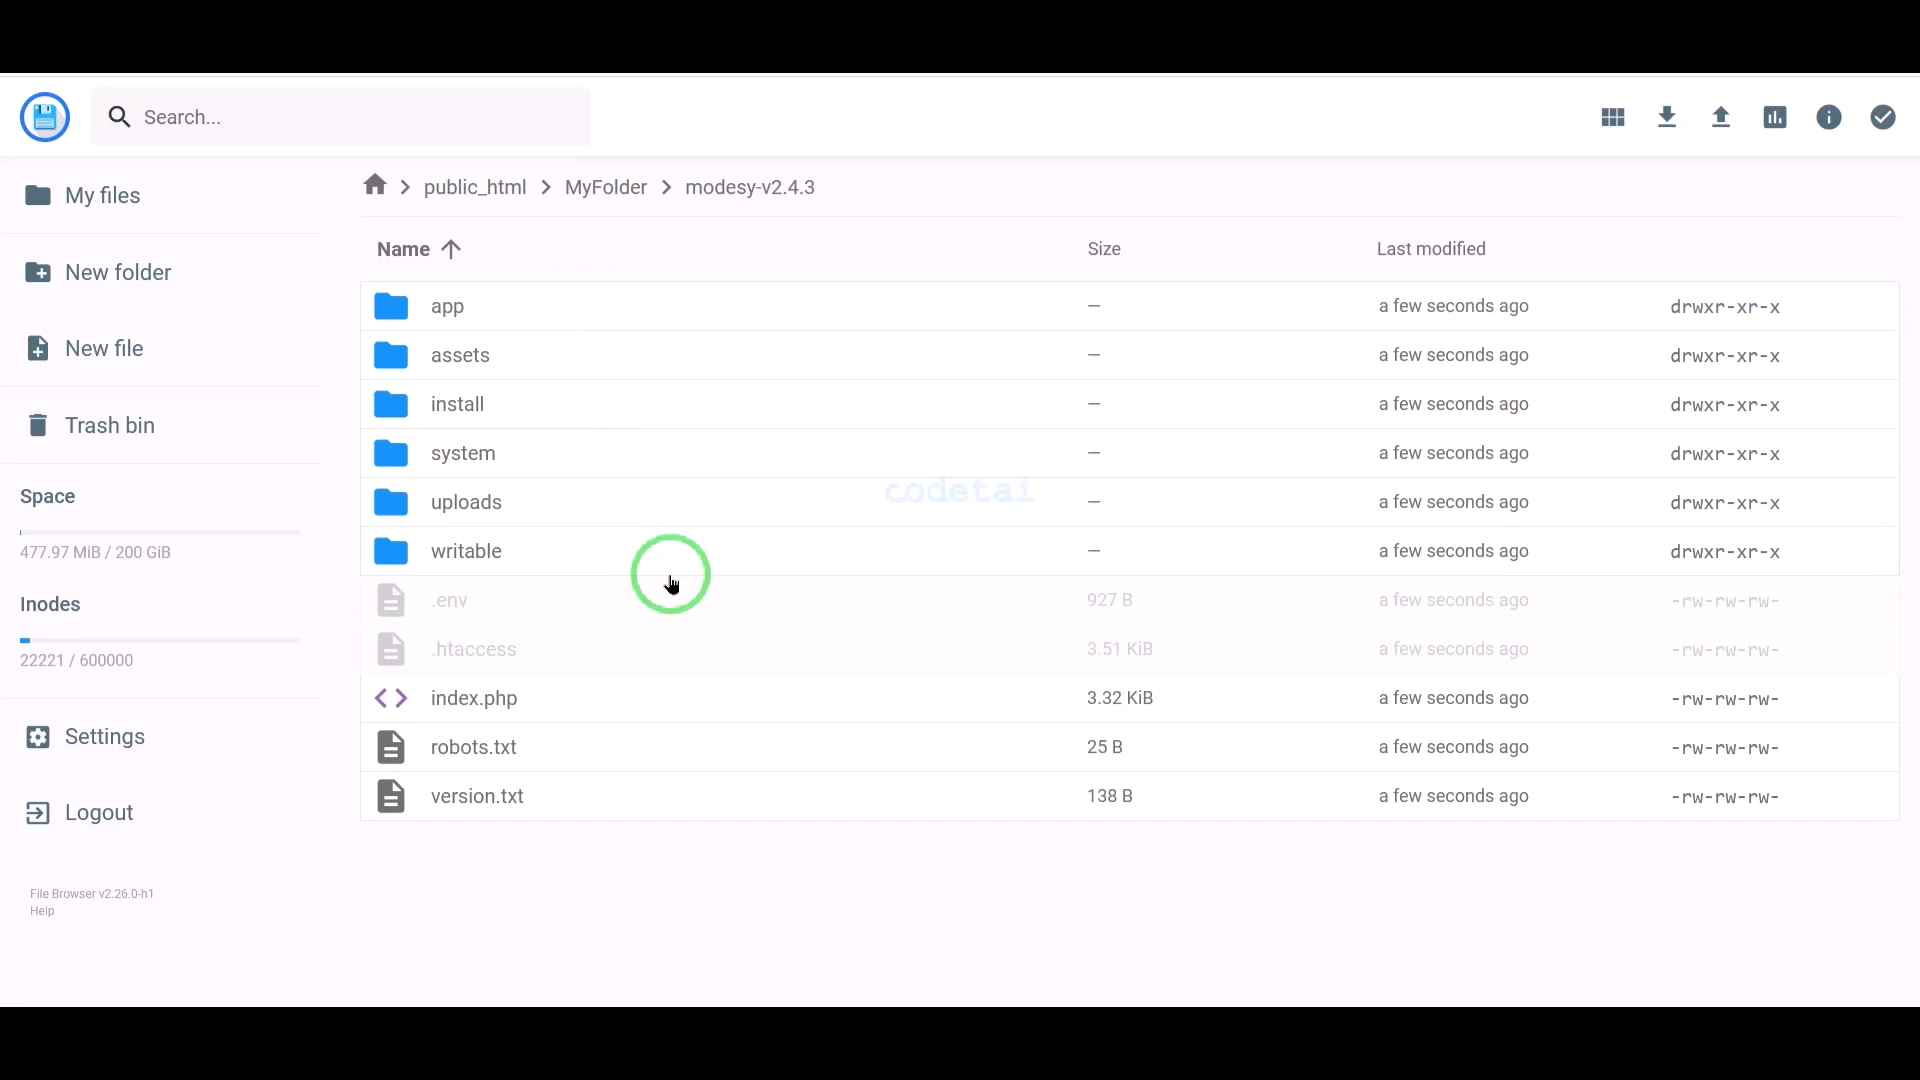 Search...
My files
New folder
New file
Trash bin
Space
477.97 MiB / 200 GiB
Inodes
22221 / 600000
Settings
Logout
File Browser v2.26.0-h1
Help
public_html MyFolder modesy-v2.4.3
Name Size Last modified
app — a few seconds ago drwxr-xr-x
assets — a few seconds ago drwxr-xr-x
install — a few seconds ago drwxr-xr-x
system — a few seconds ago drwxr-xr-x
codetai
uploads — a few seconds ago drwxr-xr-x
writable — a few seconds ago drwxr-xr-x
.env 927 B a few seconds ago -rw-rw-rw-
.htaccess 3.51 KiB a few seconds ago -rw-rw-rw-
index.php 3.32 KiB a few seconds ago -rw-rw-rw-
robots.txt 25 B a few seconds ago -rw-rw-rw-
version.txt 138 B a few seconds ago -rw-rw-rw-